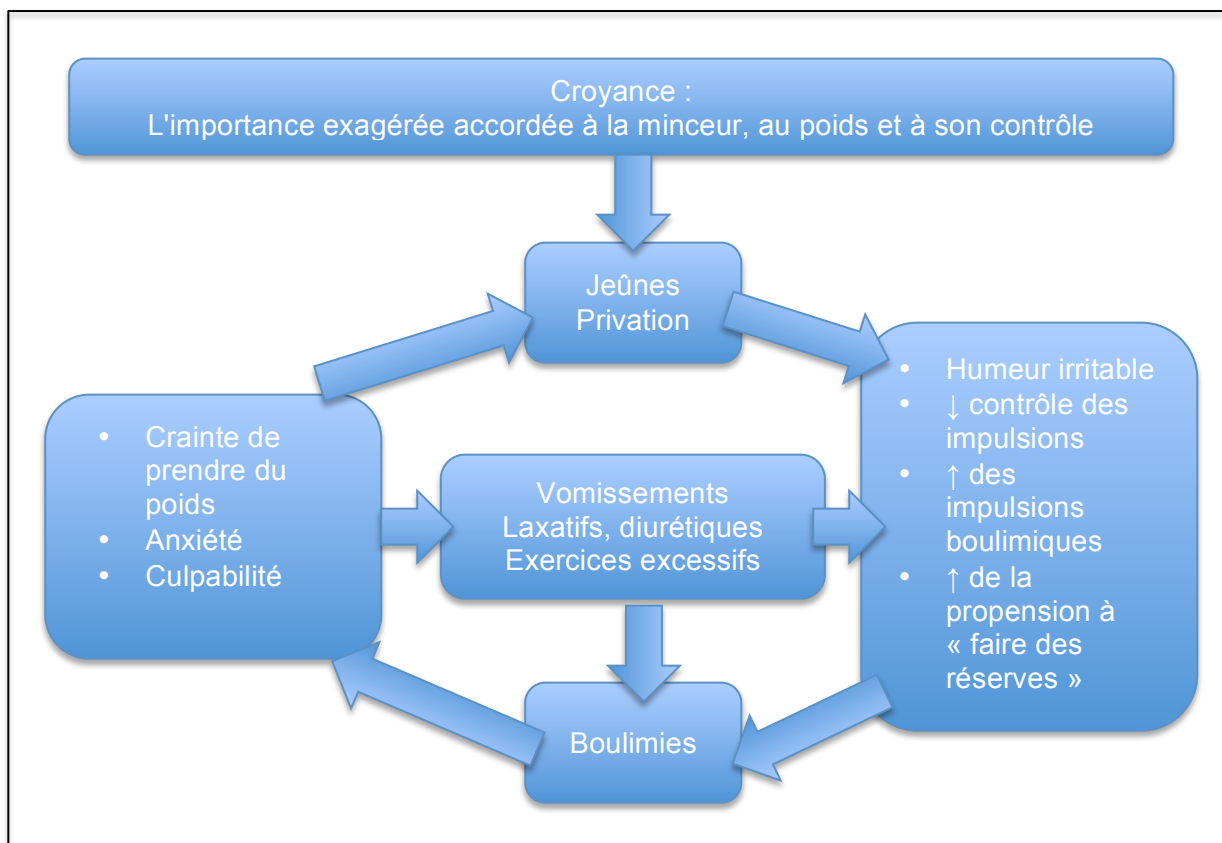 Croyance :
L'importance exagérée accordée à la minceur, au poids et à son contrôle
Jeûnes
Privation
• Crainte de
prendre du
poids
• Anxiété
• Culpabilité
Vomissements
Laxatifs, diurétiques
Exercices excessifs
• Humeur irritable
• ↓ contrôle des
impulsions
• ↑ des
impulsions
boulimiques
• ↑ de la
propension à
« faire des
réserves »
Boulimies